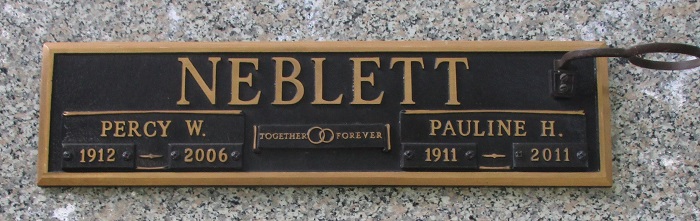 NEBLETT
PERCY W.
1912 – 2006
TOGETHER FOREVER
PAULINE H.
1911 – 2011